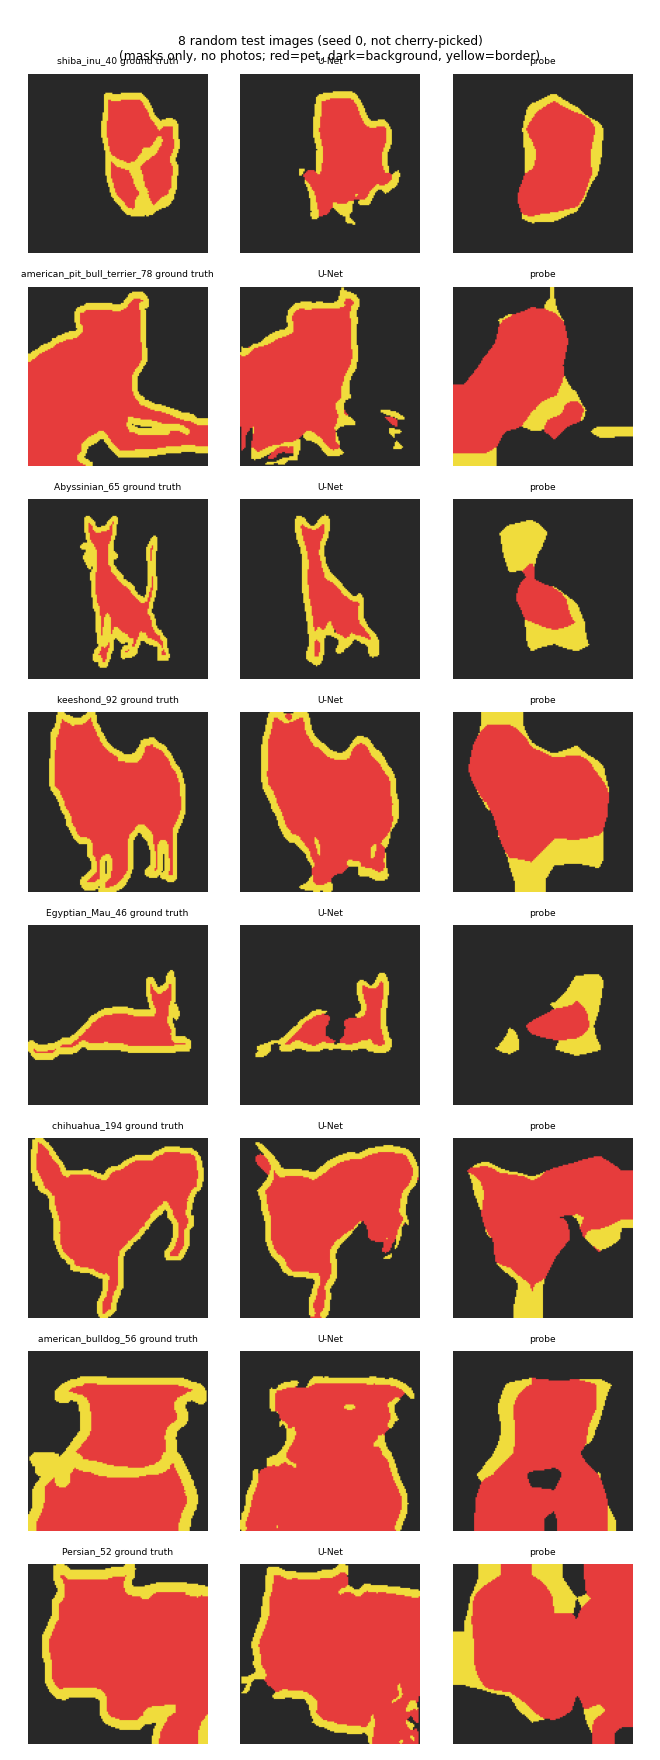 8 random test images (seed 0, not cherry-picked)
(masks only, no photos; red=pet, dark=background, yellow=border)
shiba_inu_40 ground truth U-Net probe
american_pit_bull_terrier_78 ground truth U-Net probe
Abyssinian_65 ground truth U-Net probe
keeshond_92 ground truth U-Net probe
Egyptian_Mau_46 ground truth U-Net probe
chihuahua_194 ground truth U-Net probe
american_bulldog_56 ground truth U-Net probe
Persian_52 ground truth U-Net probe